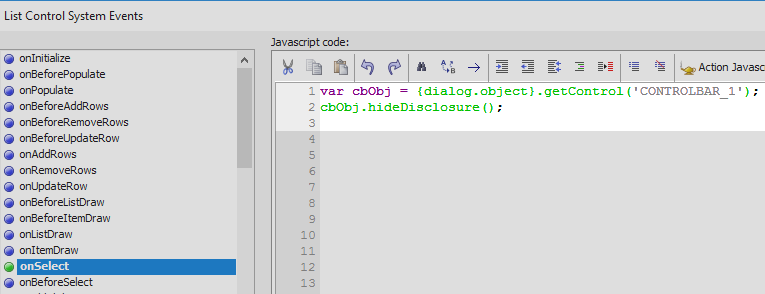 List Control System Events
Javascript code:
onInitialize
onBeforePopulate
onPopulate
onBeforeAddRows
onBeforeRemoveRows
onBeforeUpdateRow
onAddRows
onRemoveRows
onUpdateRow
onBeforeListDraw
onBeforeItemDraw
onListDraw
onItemDraw
onSelect
onBeforeSelect
A B
Action Javasc
1 var cbObj = {dialog.object}.getControl('CONTROLBAR_1');
2 cbObj.hideDisclosure();
3
4
5
6
7
8
9
10
11
12
13